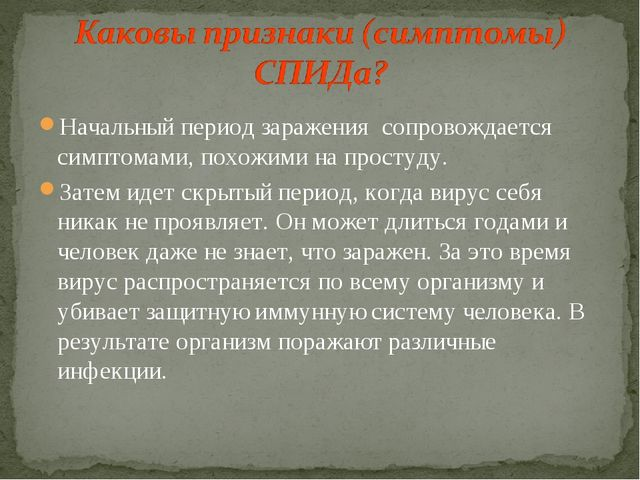 Каковы признаки (симптомы)
СПИДа?
Начальный период заражения сопровождается
симптомами, похожими на простуду.
Затем идет скрытый период, когда вирус себя
никак не проявляет. Он может длиться годами и
человек даже не знает, что заражен. За это время
вирус распространяется по всему организму и
убивает защитную иммунную систему человека. В
результате организм поражают различные
инфекции.